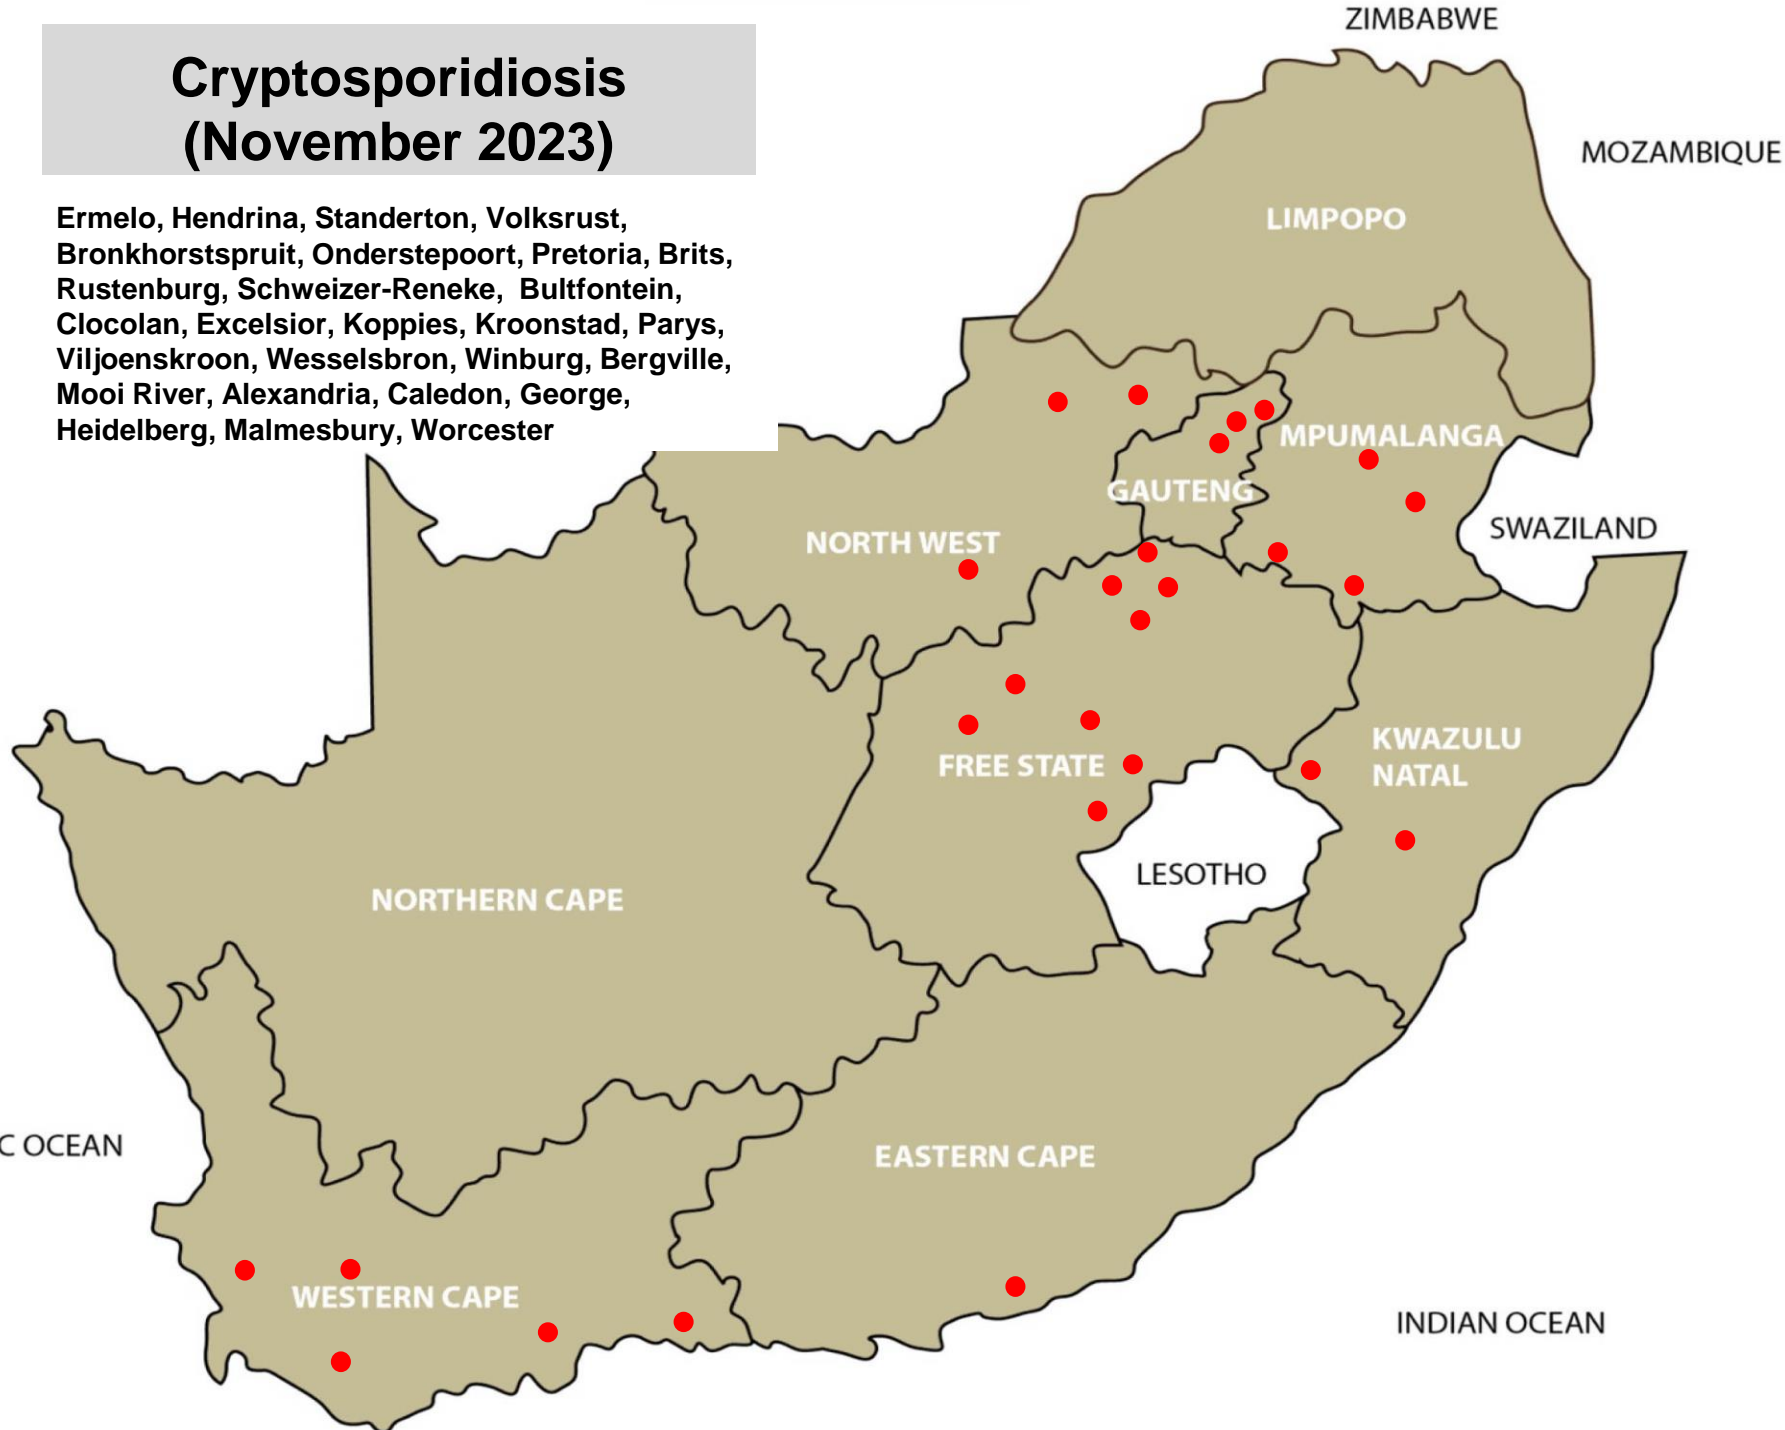 Cryptosporidiosis
(November 2023)
Ermelo, Hendrina, Standerton, Volksrust,
Bronkhorstspruit, Onderstepoort, Pretoria, Brits,
Rustenburg, Schweizer-Reneke, Bultfontein,
Clocolan, Excelsior, Koppies, Kroonstad, Parys,
Viljoenskroon, Wesselsbron, Winburg, Bergville,
Mooi River, Alexandria, Caledon, George,
Heidelberg, Malmesbury, Worcester
ZIMBABWE
MOZAMBIQUE
LIMPOPO
MPUMALANGA
GAUTENG
SWAZILAND
NORTH WEST
KWAZULU
NATAL
FREE STATE
LESOTHO
NORTHERN CAPE
C OCEAN
EASTERN CAPE
WESTERN CAPE
INDIAN OCEAN